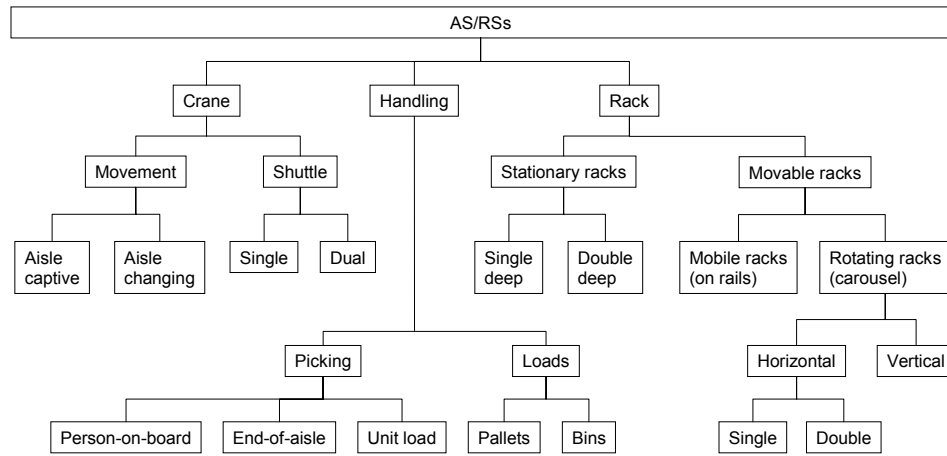 AS/RSs
Crane
Handling
Rack
Movement
Shuttle
Stationary racks
Movable racks
Aisle
captive
Aisle
changing
Single
Dual
Single
deep
Double
deep
Mobile racks
(on rails)
Rotating racks
(carousel)
Picking
Loads
Horizontal
Vertical
Person-on-board
End-of-aisle
Unit load
Pallets
Bins
Single
Double